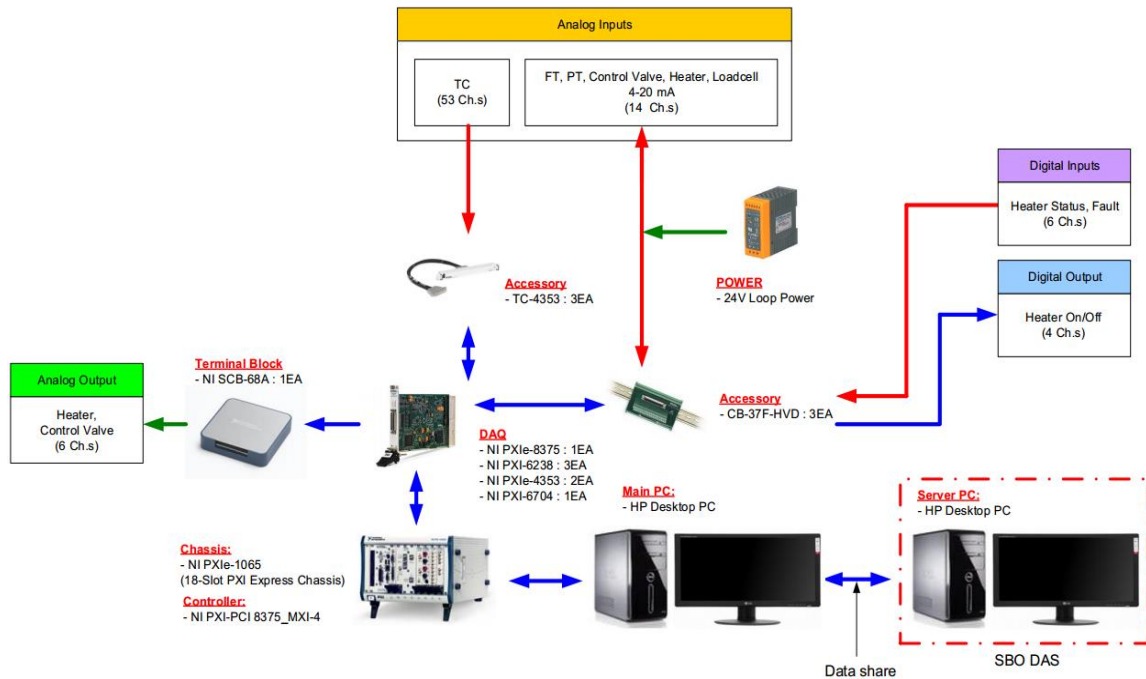 Analog Inputs
TC
(53 Ch.s)
FT, PT, Control Valve, Heater, Loadcell
4-20 mA
(14 Ch.s)
Digital Inputs
Heater Status, Fault
(6 Ch.s)
POWER
- 24V Loop Power
Digital Output
Heater On/Off
(4 Ch.s)
Accessory
- TC-4353 : 3EA
Terminal Block
- NI SCB-68A : 1EA
Analog Output
Heater,
Control Valve
(6 Ch.s)
Accessory
- CB-37F-HVD : 3EA
DAQ
- NI PXIe-8375 : 1EA
- NI PXI-6238 : 3EA
- NI PXIe-4353 : 2EA
- NI PXI-6704 : 1EA
Main PC:
- HP Desktop PC
Server PC:
- HP Desktop PC
Chassis:
- NI PXIe-1065
(18-Slot PXI Express Chassis)
Controller:
- NI PXI-PCI 8375_MXI-4
Data share
SBO DAS